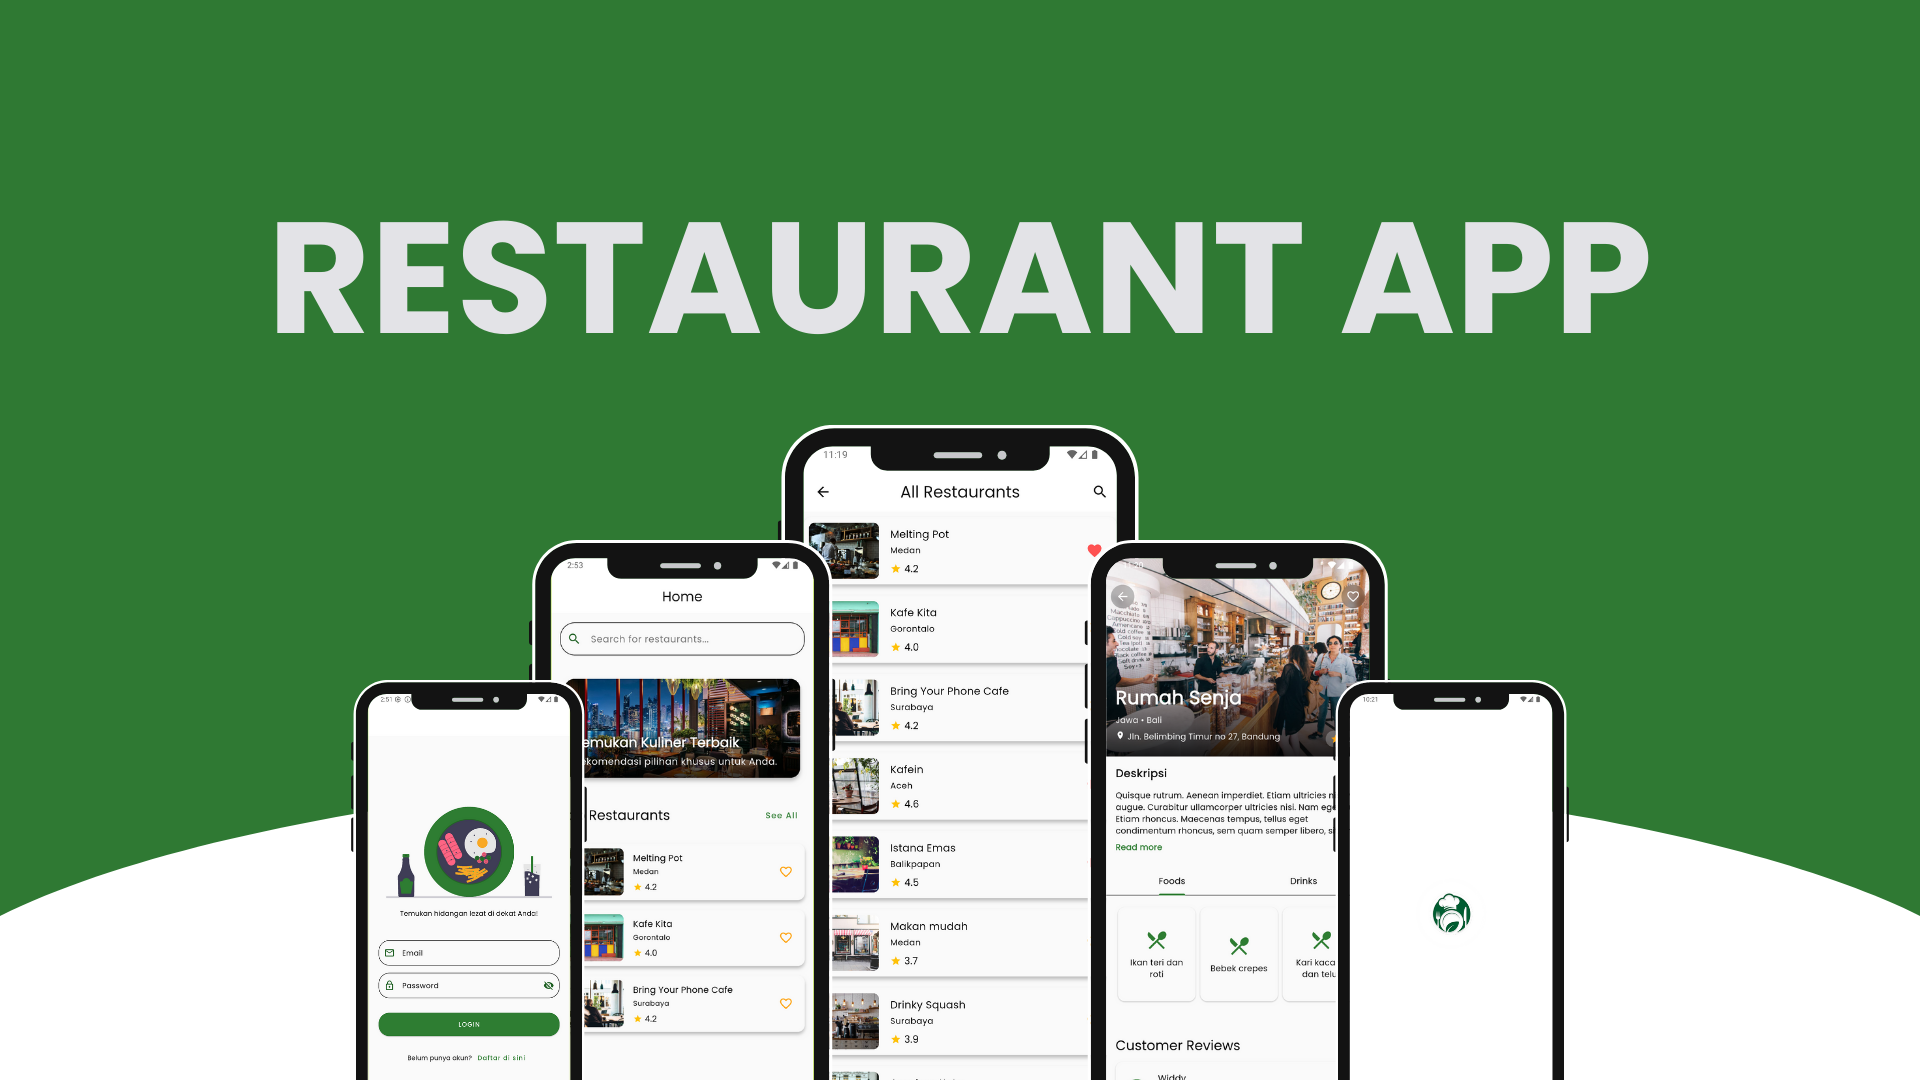 RESTAURANT APP
2:51
Temukan hidangan lezat di dekat Anda!
Email
Password
LOGIN
Belum punya akun? Daftar di sini
2:53
Home
Search for restaurants...
emukan Kuliner Terbaik
ekomendasi pilihan khusus untuk Anda.
Restaurants
See All
Melting Pot
Medan
4.2
Kafe Kita
Gorontalo
4.0
Bring Your Phone Cafe
Surabaya
4.2
11:19
All Restaurants
Melting Pot
Medan
4.2
Kafe Kita
Gorontalo
4.0
Bring Your Phone Cafe
Surabaya
4.2
Kafein
Aceh
4.6
Istana Emas
Balikpapan
4.5
Makan mudah
Medan
3.7
Drinky Squash
Surabaya
3.9
Rumah Senja
Jawa • Bali
Jln. Belimbing Timur no 27, Bandung
Deskripsi
Quisque rutrum. Aenean imperdiet. Etiam ultricies n
augue. Curabitur ullamcorper ultricies nisi. Nam eg
Etiam rhoncus. Maecenas tempus, tellus eget
condimentum rhoncus, sem quam semper libero, s
Read more
Foods
Drinks
Ikan teri dan
roti
Bebek crepes
Kari kaca
dan telu
Customer Reviews
Widdy
10:21